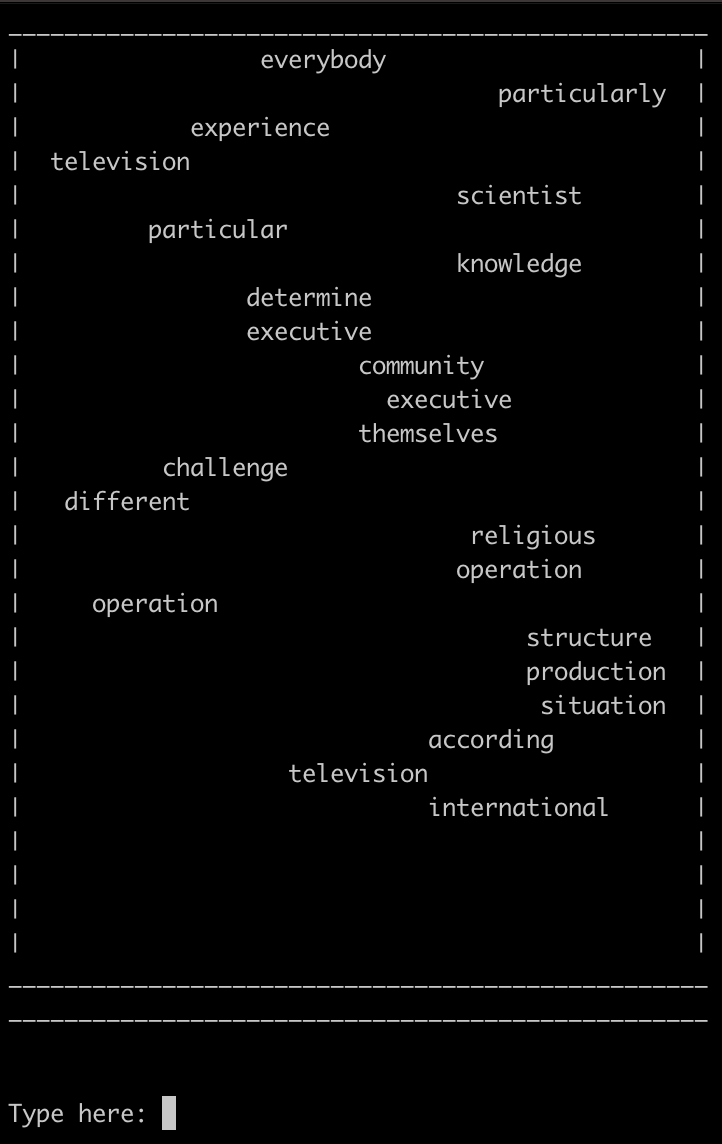 everybody
particularly
experience
television
scientist
particular
knowledge
determine
executive
community
executive
themselves
challenge
different
religious
operation
operation
structure
production
situation
according
television
international
Type here: